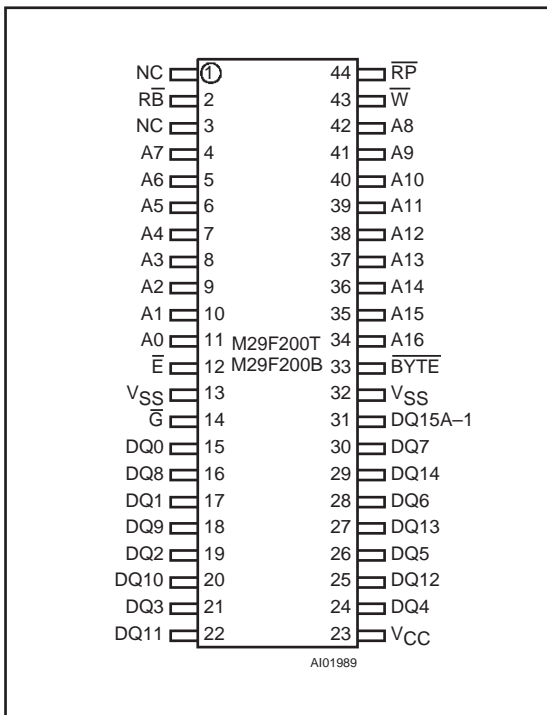 NC 1 44 R̅P̅
RB̅ 2 43 W̅
NC 3 42 A8
A7 4 41 A9
A6 5 40 A10
A5 6 39 A11
A4 7 38 A12
A3 8 37 A13
A2 9 36 A14
A1 10 35 A15
A0 11 M29F200T 34 A16
E̅ 12 M29F200B 33 B̅Y̅T̅E̅
VSS 13 32 VSS
G̅ 14 31 DQ15A–1
DQ0 15 30 DQ7
DQ8 16 29 DQ14
DQ1 17 28 DQ6
DQ9 18 27 DQ13
DQ2 19 26 DQ5
DQ10 20 25 DQ12
DQ3 21 24 DQ4
DQ11 22 23 VCC
AI01989